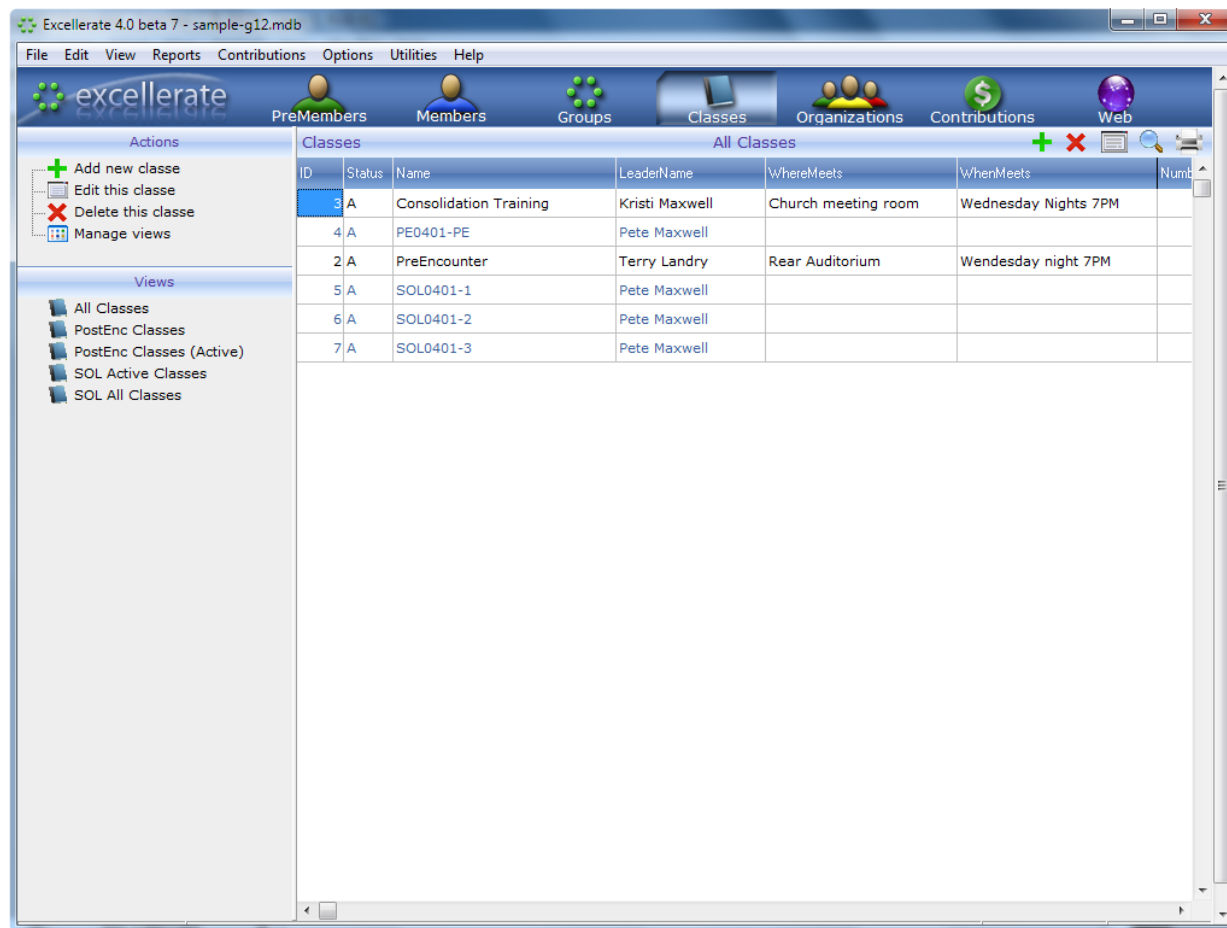 Excellerate 4.0 beta 7 - sample-g12.mdb
File Edit View Reports Contributions Options Utilities Help
excellerate PreMembers Members Groups Classes Organizations Contributions Web
Actions
Add new classe
Edit this classe
Delete this classe
Manage views
Views
All Classes
PostEnc Classes
PostEnc Classes (Active)
SOL Active Classes
SOL All Classes
Classes All Classes
ID Status Name LeaderName WhereMeets WhenMeets Numb
3 A Consolidation Training Kristi Maxwell Church meeting room Wednesday Nights 7PM
4 A PE0401-PE Pete Maxwell
2 A PreEncounter Terry Landry Rear Auditorium Wendesday night 7PM
5 A SOL0401-1 Pete Maxwell
6 A SOL0401-2 Pete Maxwell
7 A SOL0401-3 Pete Maxwell